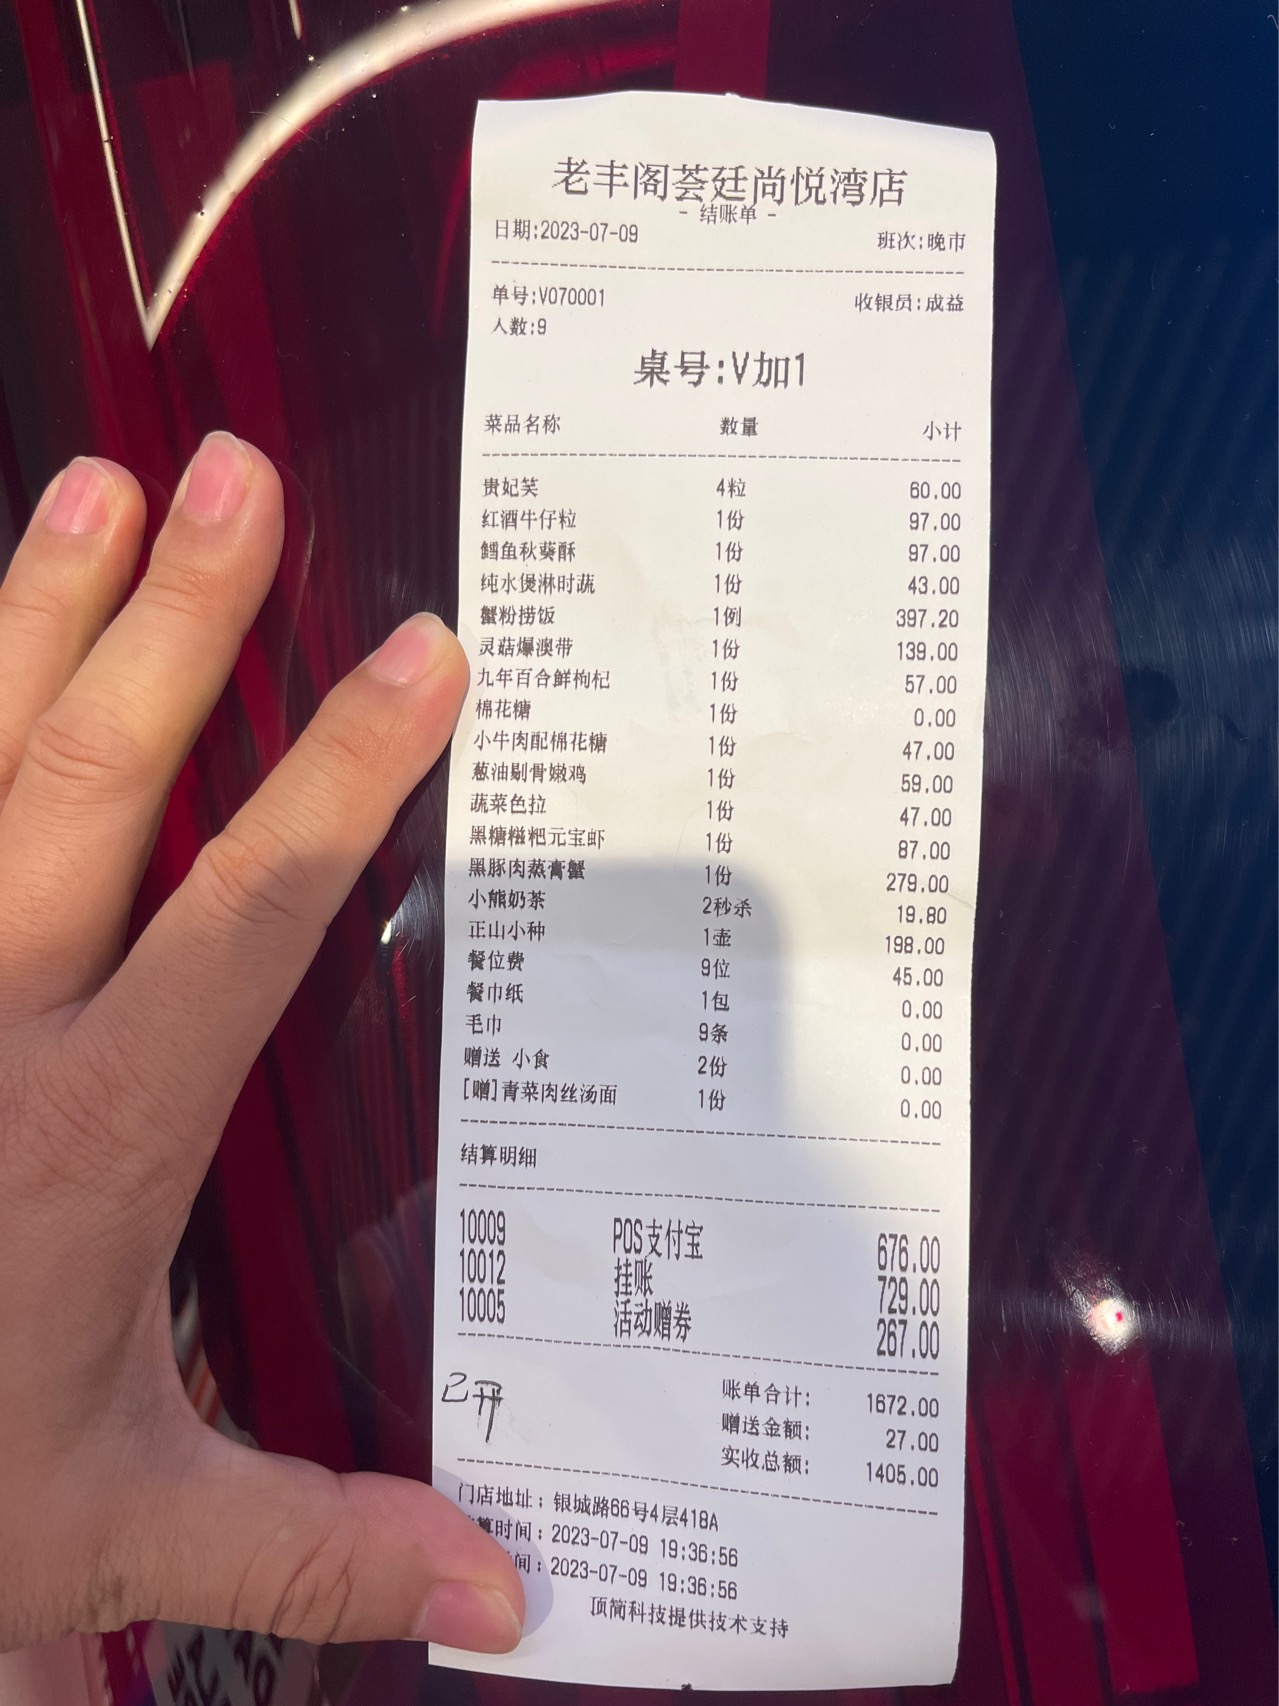 老丰阁荟廷尚悦湾店
- 结账单 -
日期:2023-07-09 班次:晚市
单号:V070001 收银员:成益
人数:9
桌号:V加1
菜品名称 数量 小计
贵妃笑 4粒 60.00
红酒牛仔粒 1份 97.00
鳕鱼秋葵酥 1份 97.00
纯水煲淋时蔬 1份 43.00
蟹粉捞饭 1例 397.20
灵菇爆澳带 1份 139.00
九年百合鲜枸杞 1份 57.00
棉花糖 1份 0.00
小牛肉配棉花糖 1份 47.00
葱油剔骨嫩鸡 1份 59.00
蔬菜色拉 1份 47.00
黑糖糍粑元宝虾 1份 87.00
黑豚肉蒸膏蟹 1份 279.00
小熊奶茶 2秒杀 19.80
正山小种 1壶 198.00
餐位费 9位 45.00
餐巾纸 1包 0.00
毛巾 9条 0.00
赠送 小食 2份 0.00
[赠]青菜肉丝汤面 1份 0.00
结算明细
10009 POS支付宝 676.00
10012 挂账 729.00
10005 活动赠券 267.00
账单合计: 1672.00
已开
赠送金额: 27.00
实收总额: 1405.00
门店地址: 银城路66号4层418A
算时间: 2023-07-09 19:36:56
间: 2023-07-09 19:36:56
顶简科技提供技术支持